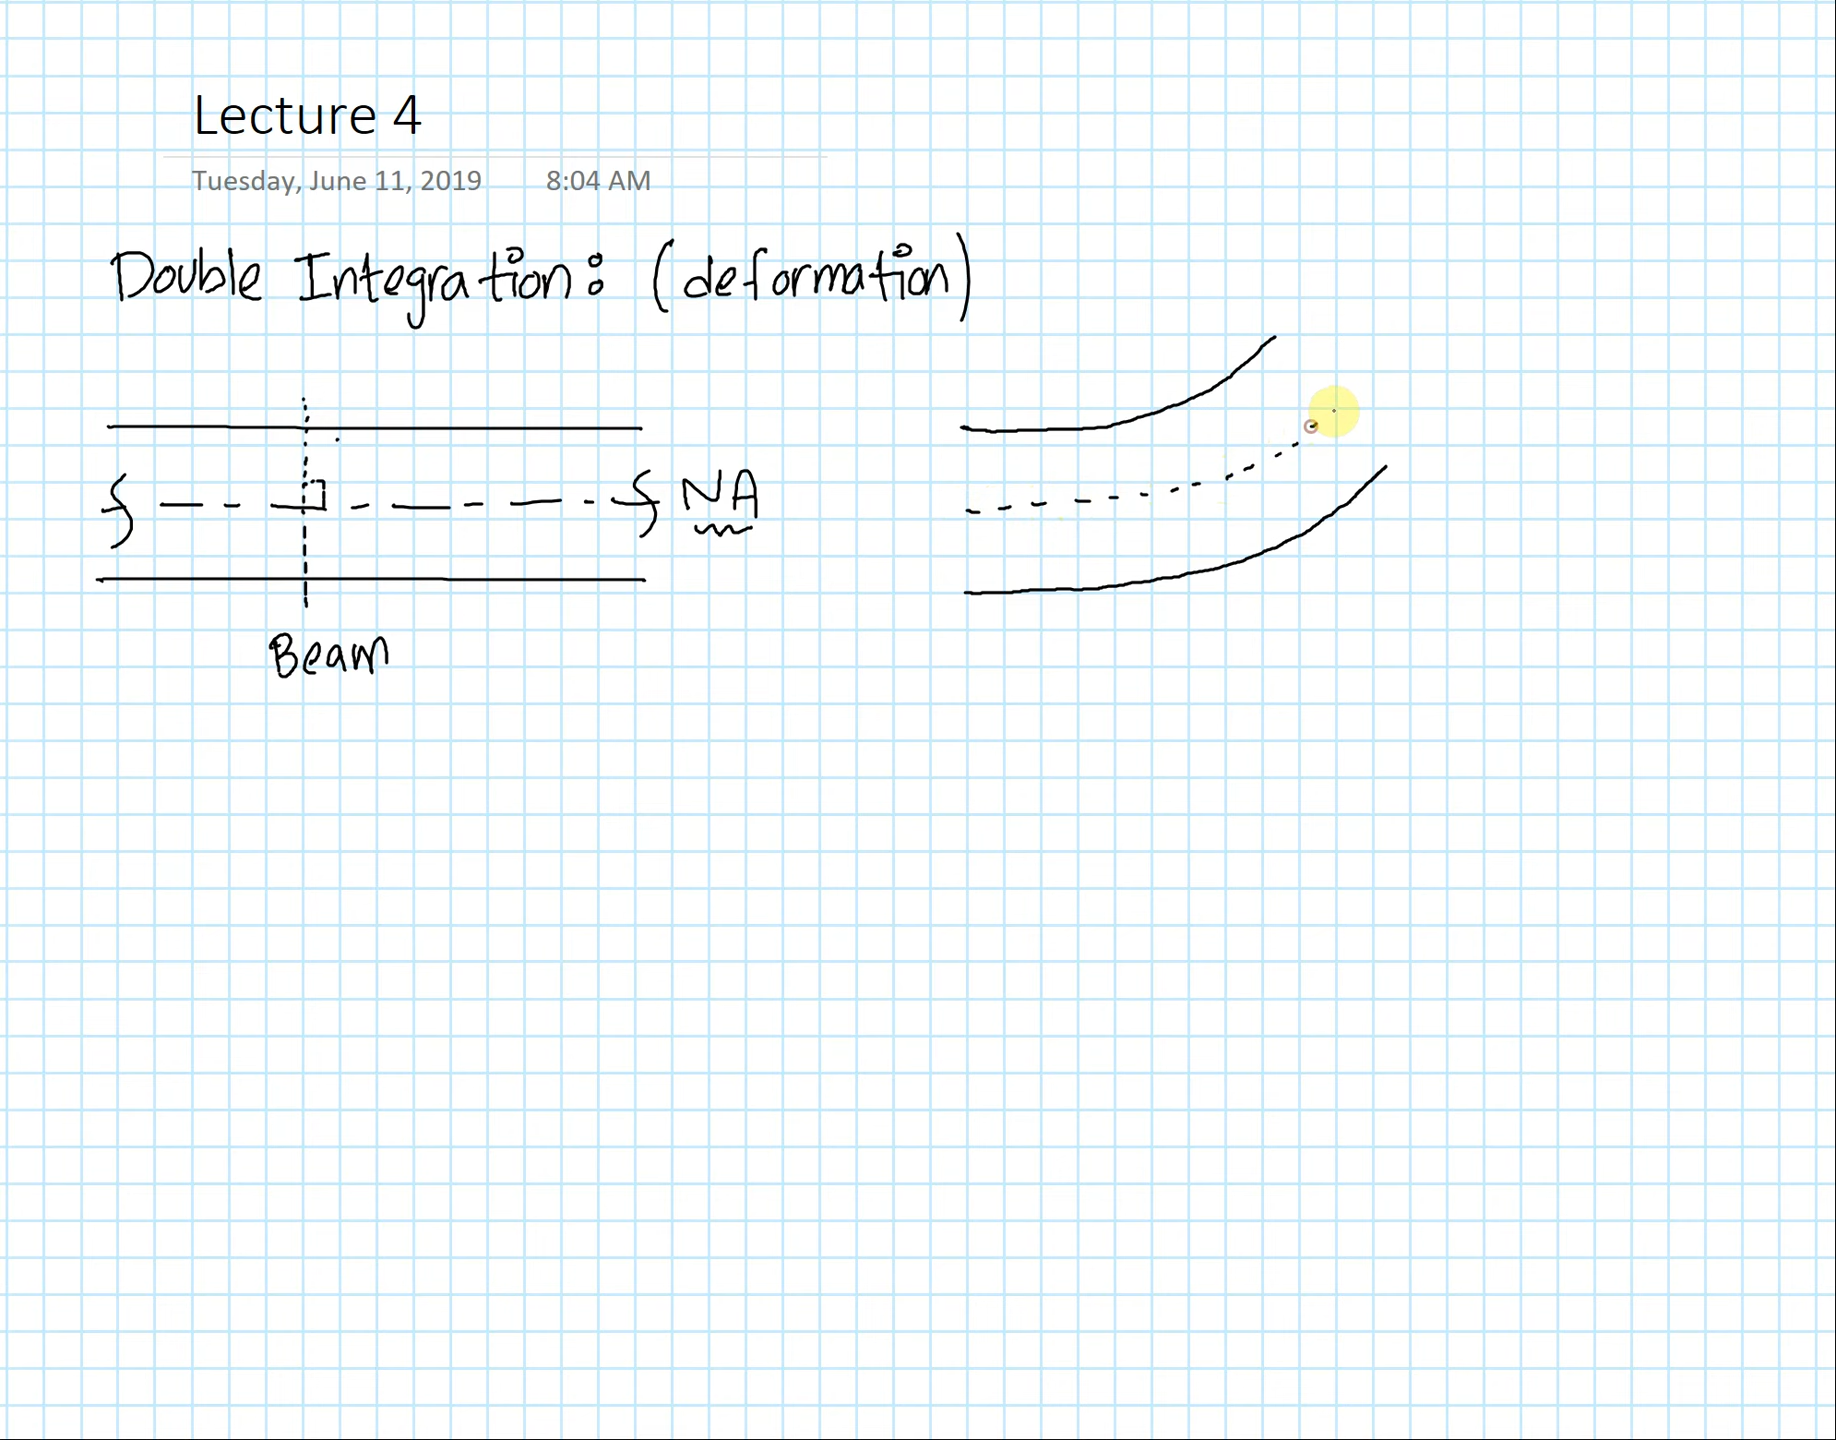 Lecture 4
Tuesday, June 11, 2019 8:04 AM
Double Integration: (deformation)
NA
Beam